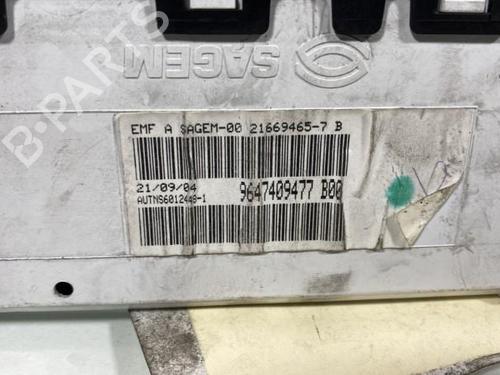 SAGEM
EMF A SAGEM-00 21669465-7 B
21/09/04
9647409477 B00
AUTNS6012448-1
B-PARTS